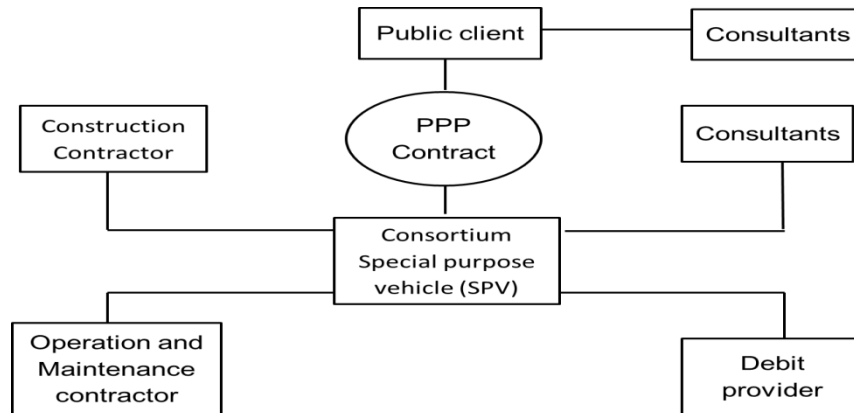 Public client
Consultants
Construction
Contractor
PPP
Contract
Consultants
Consortium
Special purpose
vehicle (SPV)
Operation and
Maintenance
contractor
Debit
provider